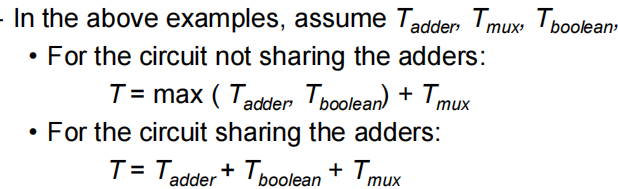 - In the above examples, assume T_adder, T_mux, T_boolean,
• For the circuit not sharing the adders:
T = max ( T_adder, T_boolean) + T_mux
• For the circuit sharing the adders:
T = T_adder + T_boolean + T_mux